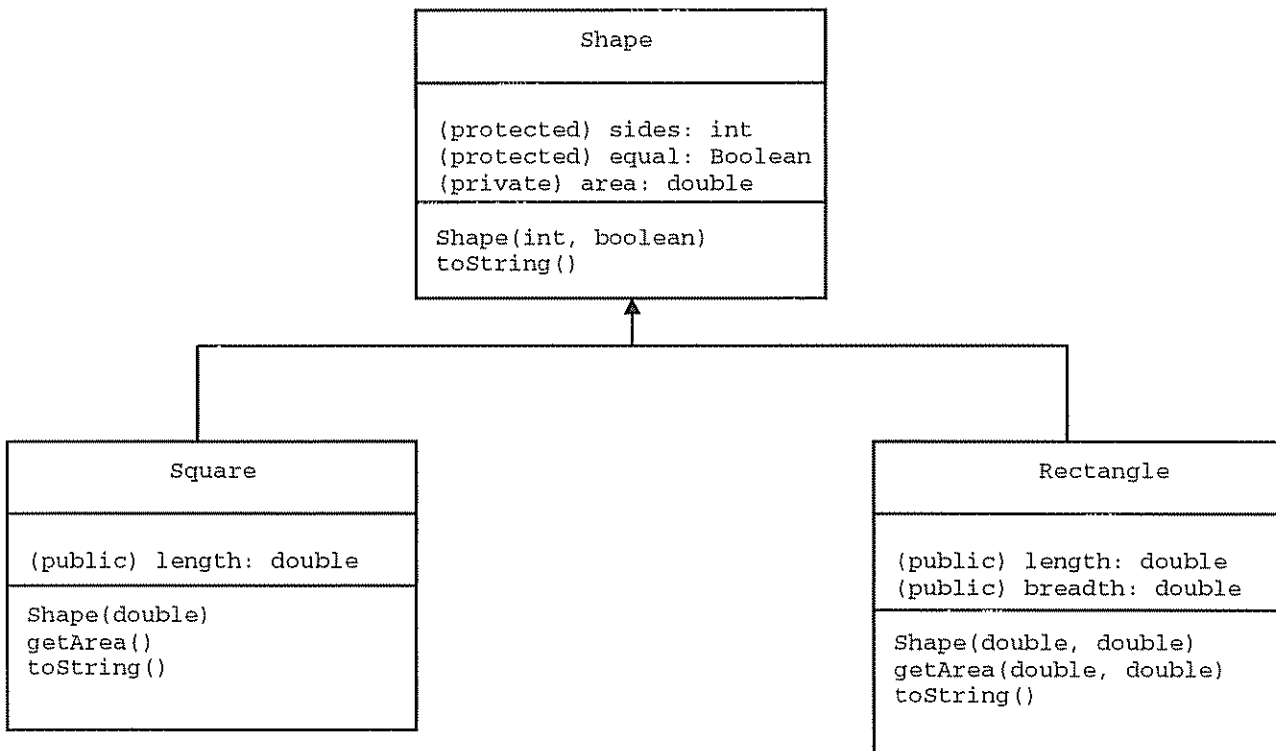 Shape
(protected) sides: int
(protected) equal: Boolean
(private) area: double
Shape(int, boolean)
toString()
Square
(public) length: double
Shape(double)
getArea()
toString()
Rectangle
(public) length: double
(public) breadth: double
Shape(double, double)
getArea(double, double)
toString()